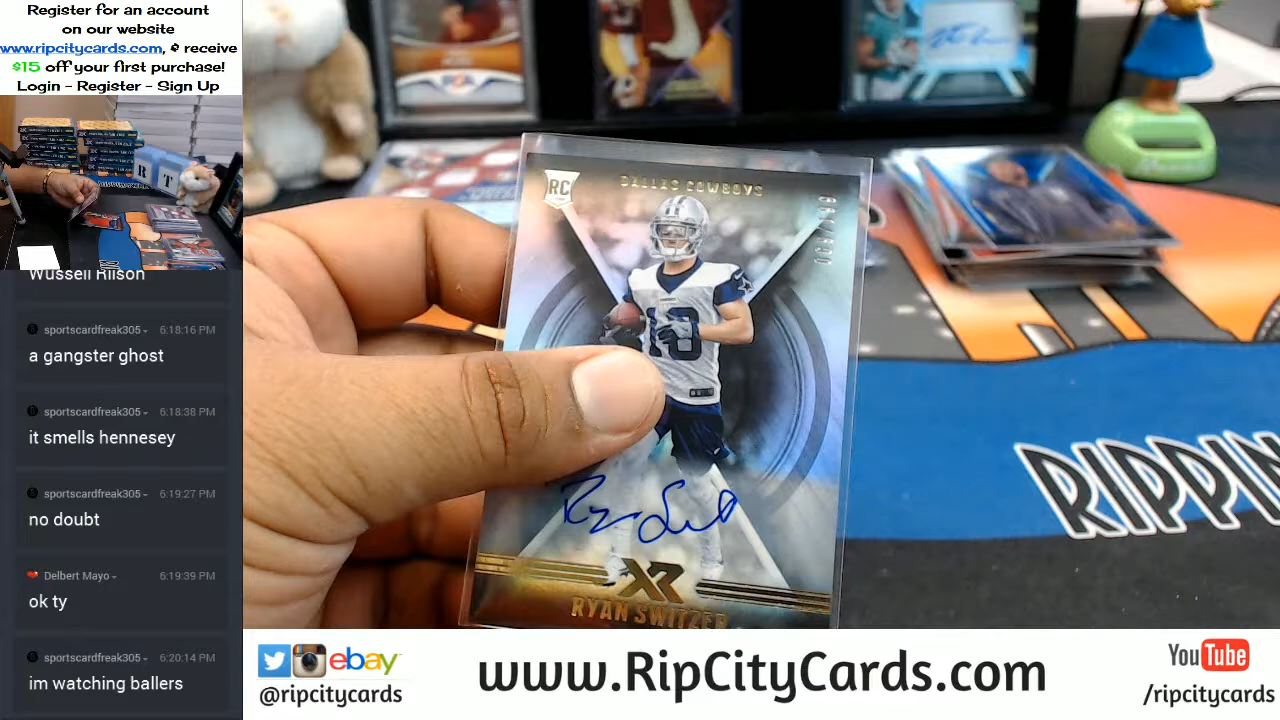 Register for an account
on our website
www.ripcitycards.com, & receive
$15 off your first purchase!
Login - Register - Sign Up
Wussell Rilson
sportscardfreak305
6:18:16 PM
a gangster ghost
sportscardfreak305
6:18:38 PM
it smells hennesey
sportscardfreak305
6:19:27 PM
no doubt
Delbert Mayo
6:19:39 PM
ok ty
sportscardfreak305
6:20:14 PM
im watching ballers
RC
DALLAS COWBOYS
XR
RYAN SWITZER
RIPPIN
ebay
@ripcitycards
www.RipCityCards.com
YouTube
/ripcitycards